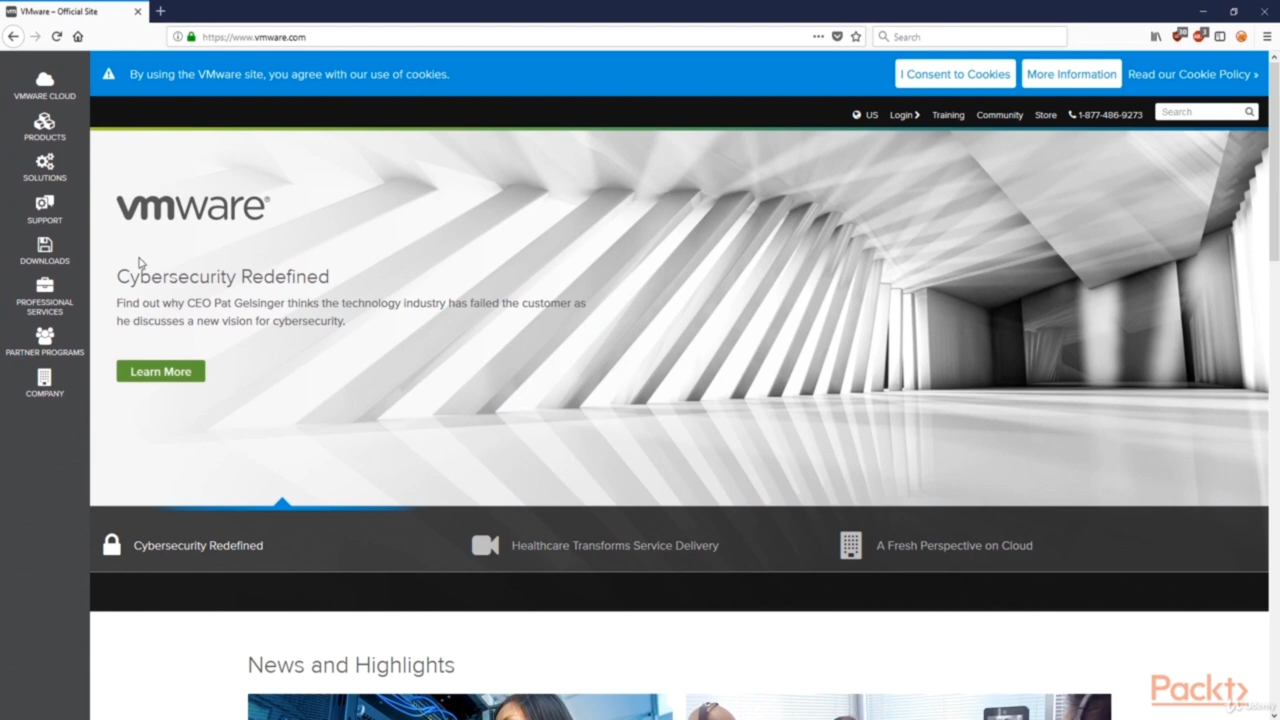 VMware – Official Site
https://www.vmware.com
Search
By using the VMware site, you agree with our use of cookies.
I Consent to Cookies
More Information
Read our Cookie Policy »
US
Login
Training
Community
Store
1-877-486-9273
Search
VMWARE CLOUD
PRODUCTS
SOLUTIONS
SUPPORT
DOWNLOADS
PROFESSIONAL
SERVICES
PARTNER PROGRAMS
COMPANY
vmware®
Cybersecurity Redefined
Find out why CEO Pat Gelsinger thinks the technology industry has failed the customer as
he discusses a new vision for cybersecurity.
Learn More
Cybersecurity Redefined
Healthcare Transforms Service Delivery
A Fresh Perspective on Cloud
News and Highlights
Packt
Udemy